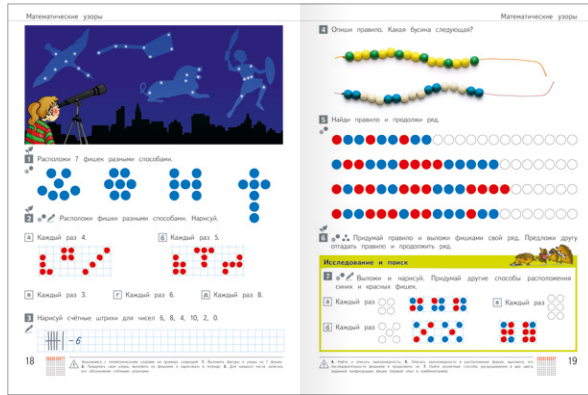 Математические узоры
1 Расположи 7 фишек разными способами.
2 Расположи фишки разными способами. Нарисуй.
а Каждый раз 4.
б Каждый раз 5.
в Каждый раз 3.
г Каждый раз 6.
д Каждый раз 8.
3 Нарисуй счётные штрихи для чисел 6, 8, 4, 10, 2, 0.
– 6
18
Математические узоры
4 Опиши правило. Какая бусина следующая?
5 Найди правило и продолжи ряд.
6 Придумай правило и выложи фишками свой ряд. Предложи другу
отгадать правило и продолжить ряд.
Исследование и поиск
7 Выложи и нарисуй. Придумай другие способы расположения
синих и красных фишек.
а Каждый раз
в Каждый раз
б Каждый раз
19